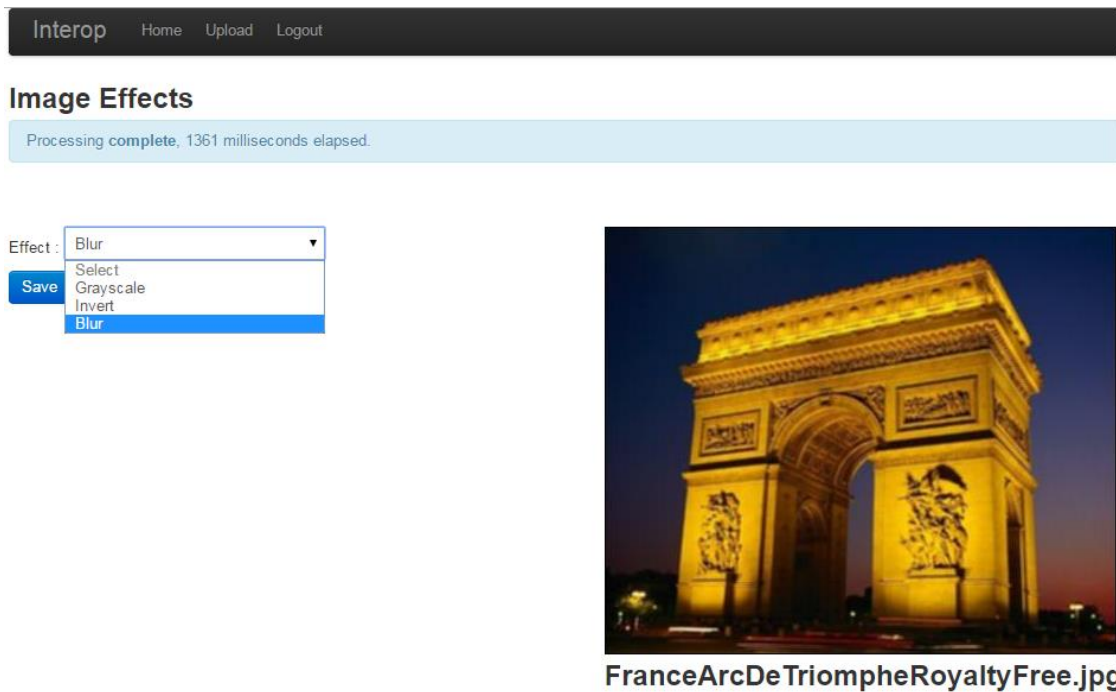 Interop Home Upload Logout
Image Effects
Processing complete, 1361 milliseconds elapsed.
Effect : Blur
Select
Grayscale
Invert
Blur
Save
FranceArcDeTriompheRoyaltyFree.jpg